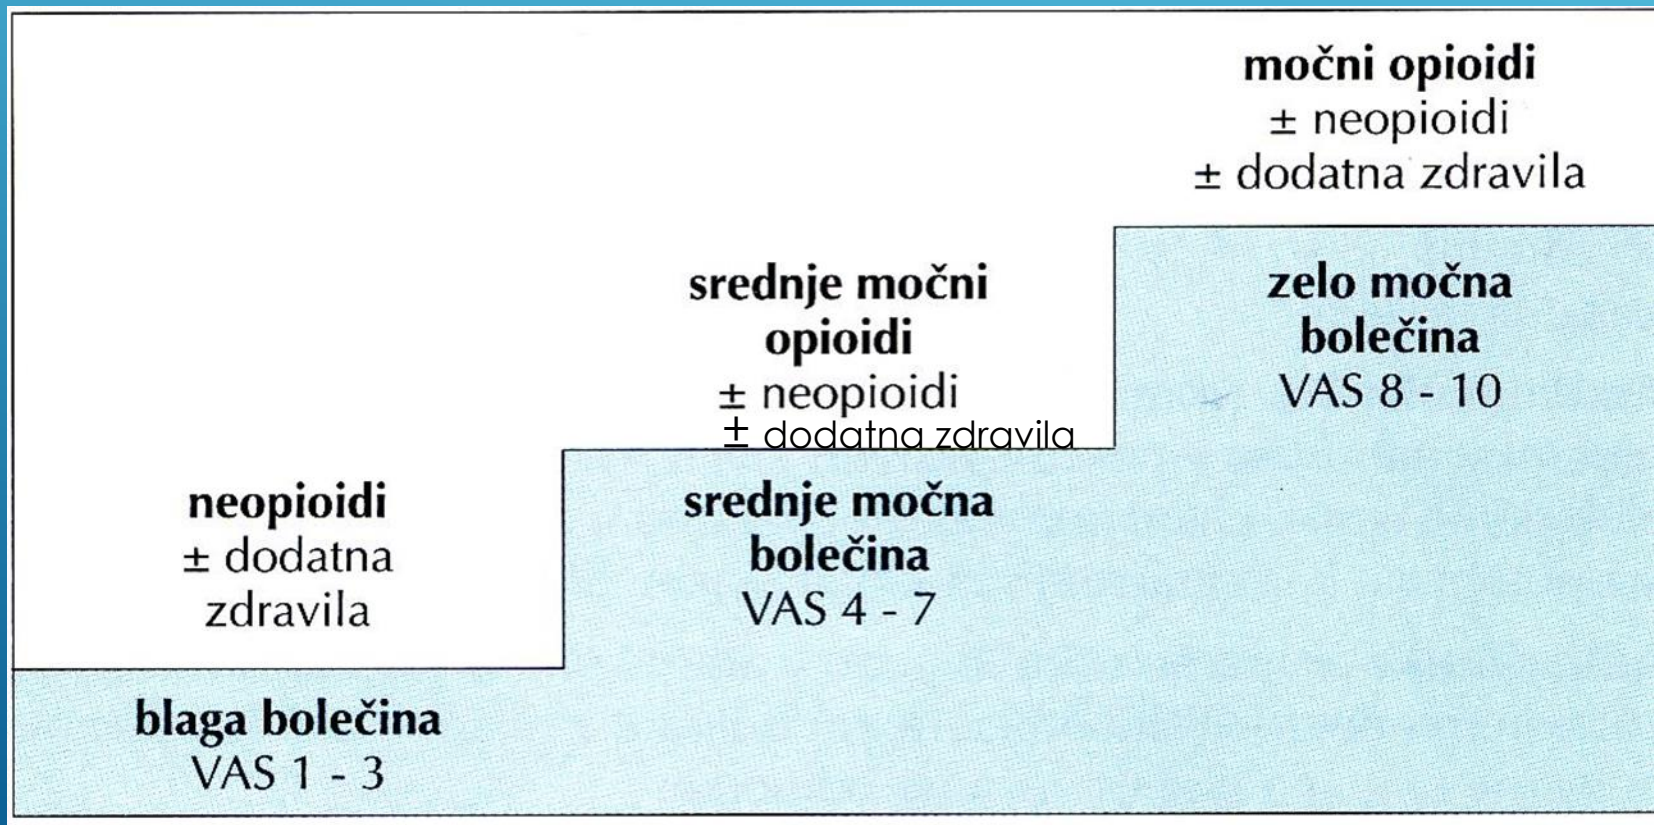 močni opioidi
± neopioidi
± dodatna zdravila
zelo močna
bolečina
VAS 8 - 10
srednje močni
opioidi
± neopioidi
± dodatna zdravila
srednje močna
bolečina
VAS 4 - 7
neopioidi
± dodatna
zdravila
blaga bolečina
VAS 1 - 3